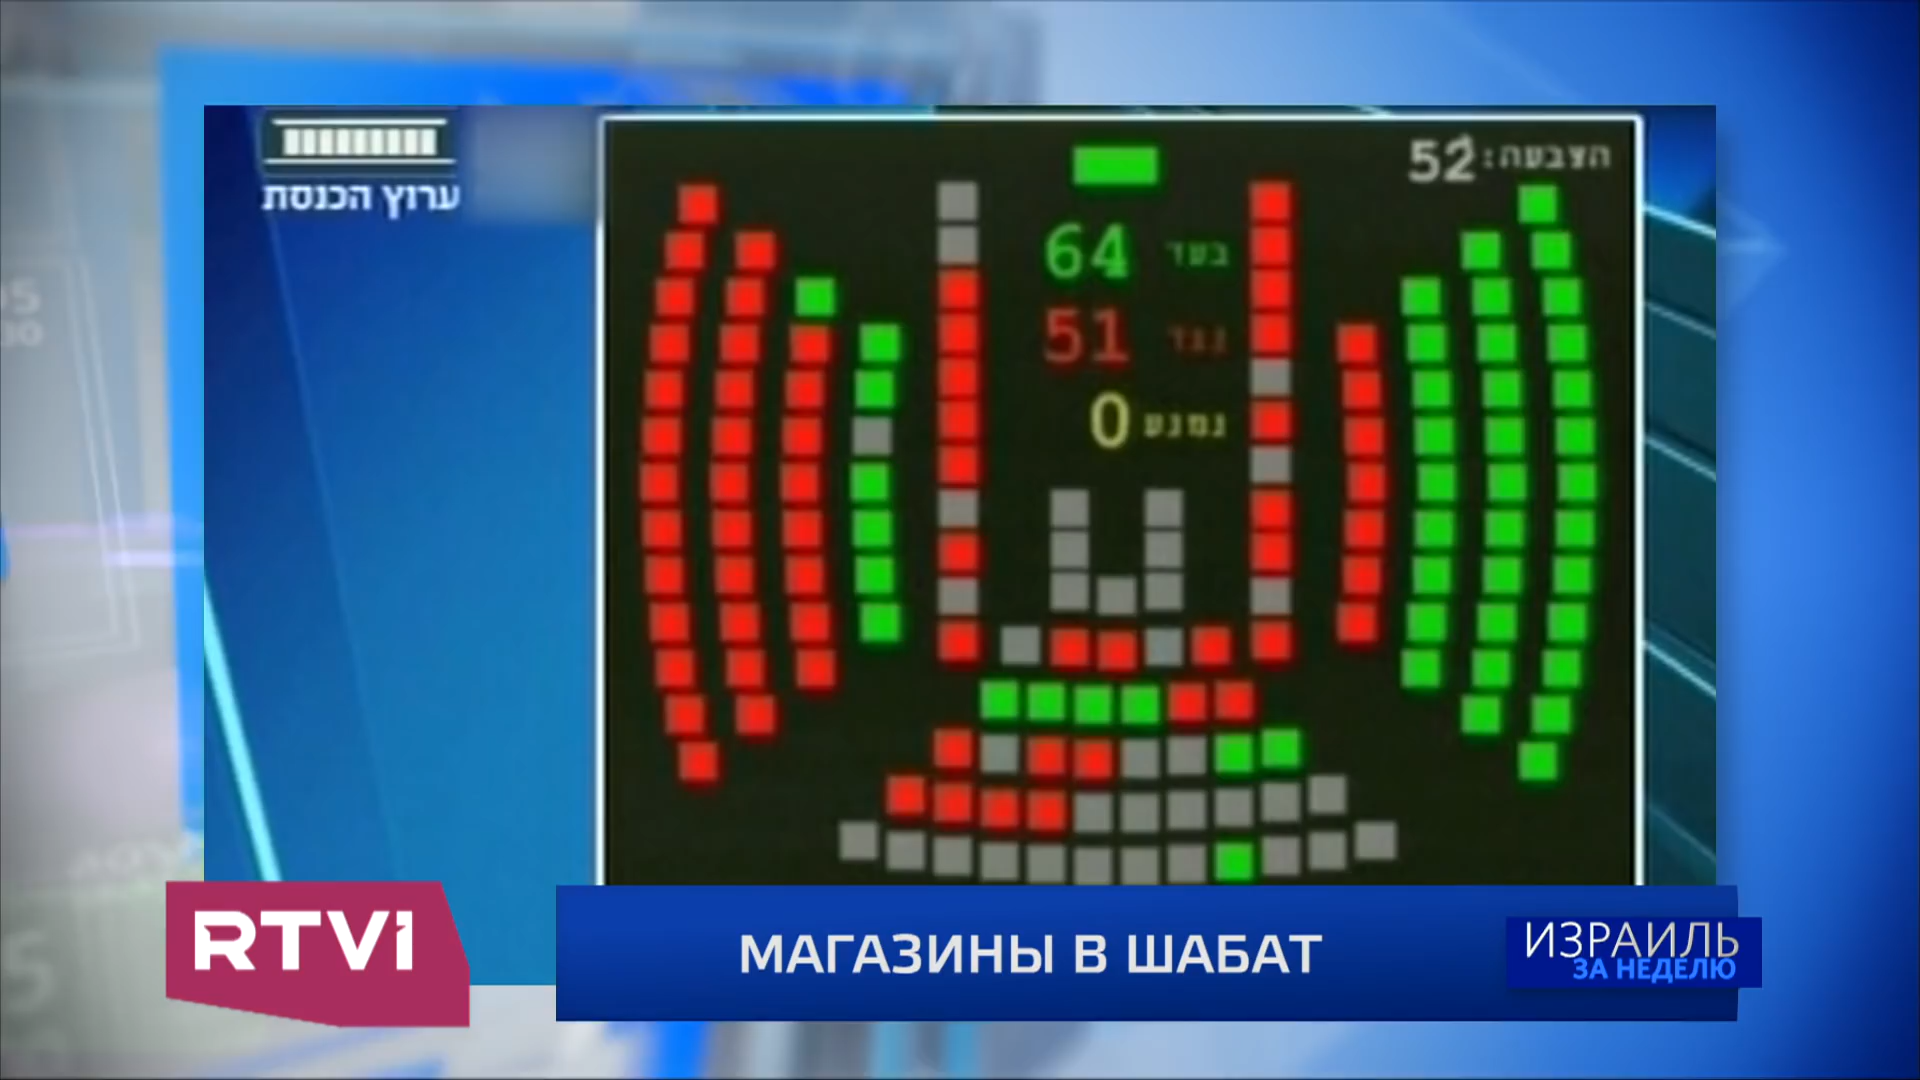 ערוץ הכנסת
הצבעה: 52
64 בעד
51 נגד
0 נמנע
RTVi
МАГАЗИНЫ В ШАБАТ
ИЗРАИЛЬ
ЗА НЕДЕЛЮ